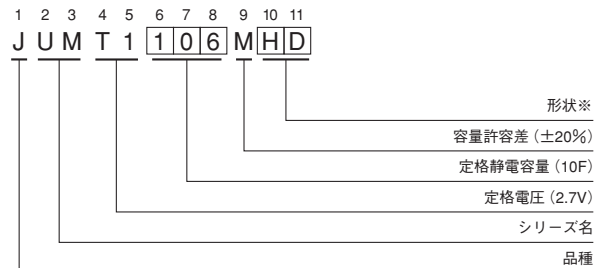 1 2 3 4 5 6 7 8 9 10 11
J U M T 1 1 0 6 M H D
形状※
容量許容差（±20％）
定格静電容量（10F）
定格電圧（2.7V）
シリーズ名
品種